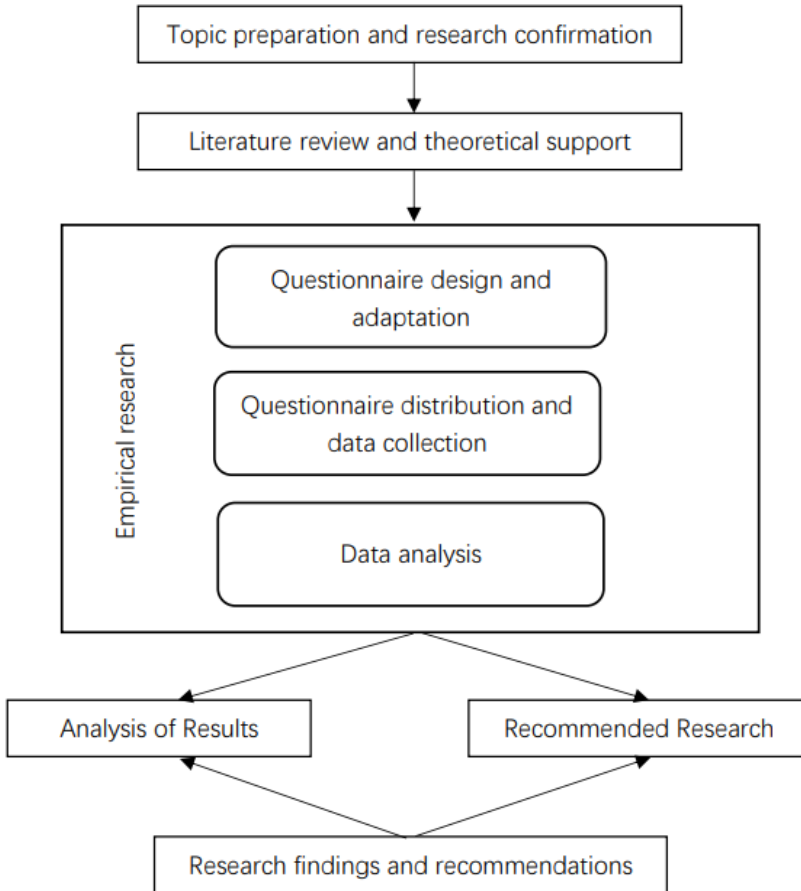 Topic preparation and research confirmation
Literature review and theoretical support
Empirical research
Questionnaire design and
adaptation
Questionnaire distribution and
data collection
Data analysis
Analysis of Results
Recommended Research
Research findings and recommendations